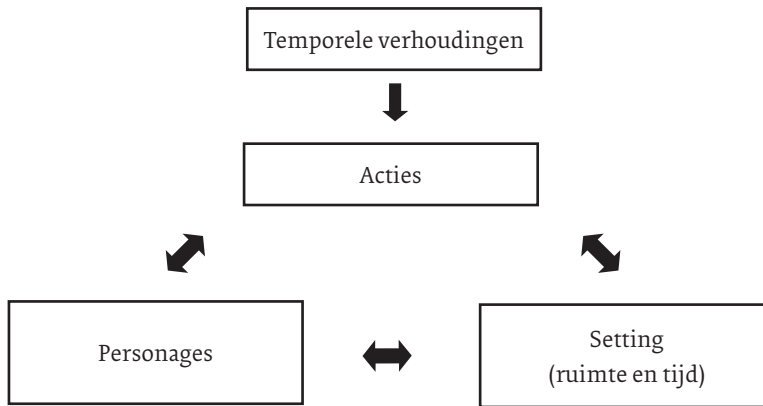 Temporele verhoudingen
Acties
Personages
Setting
(ruimte en tijd)